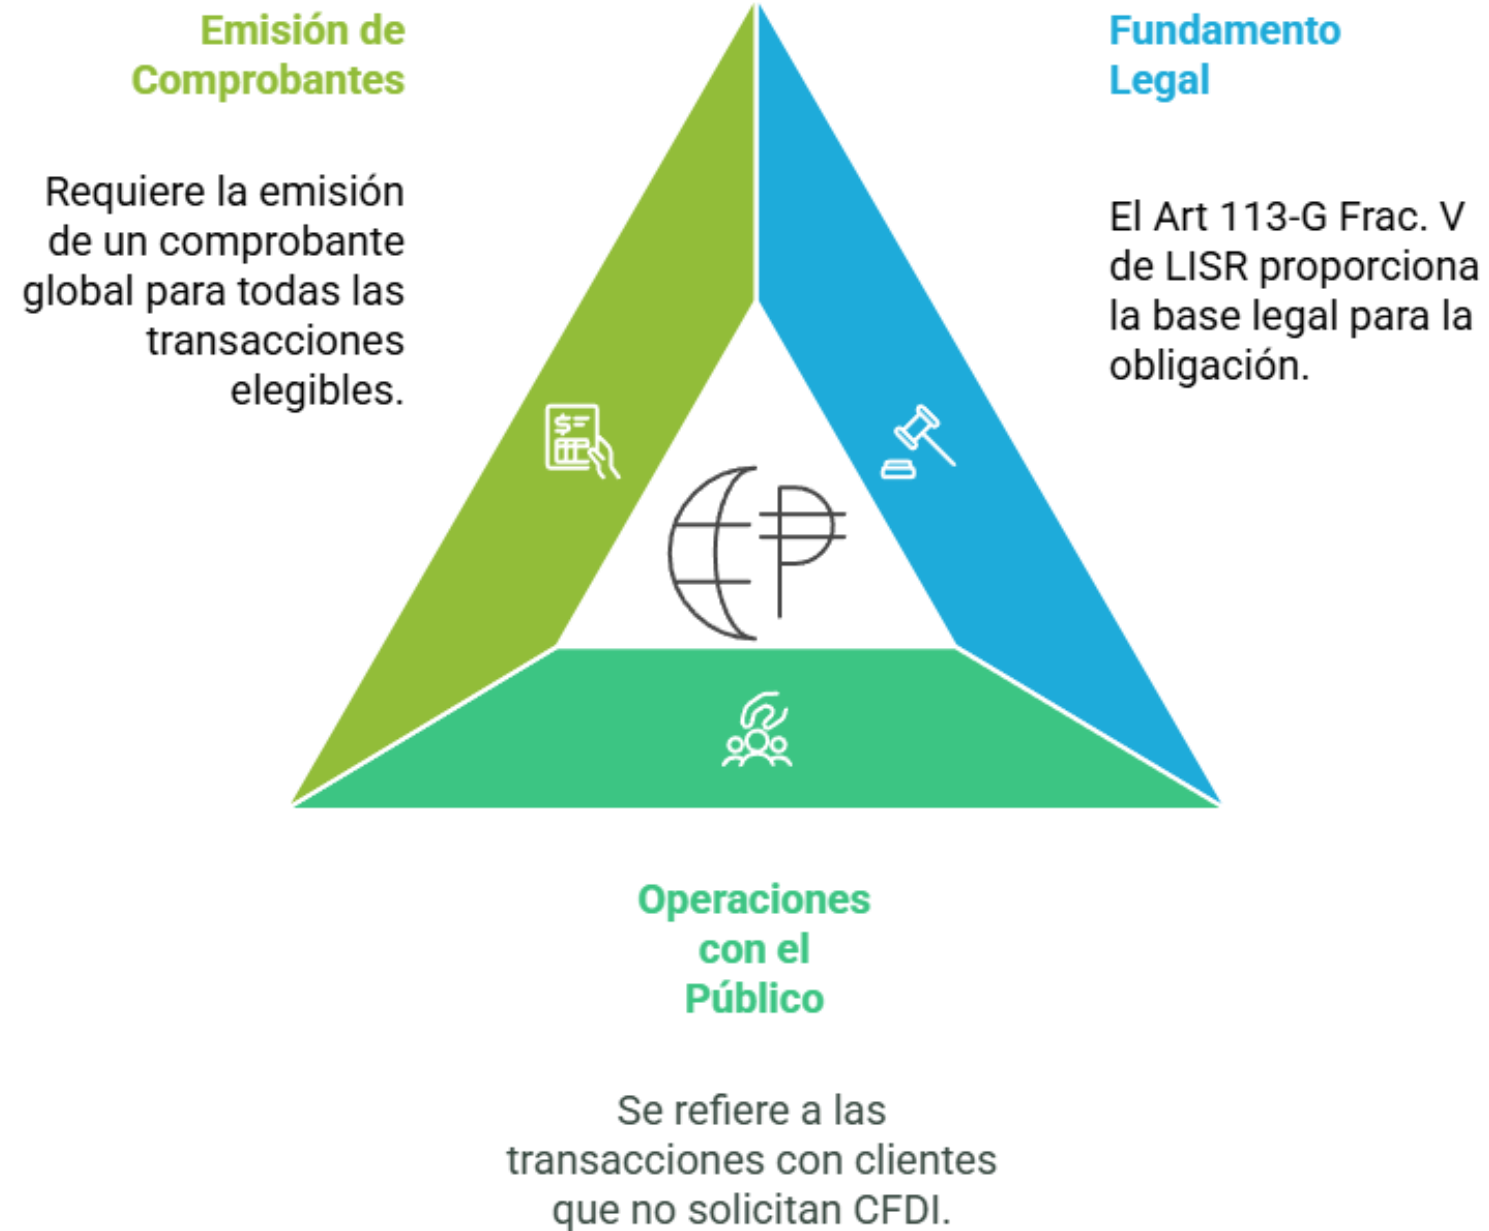 Emisión de
Comprobantes
Requiere la emisión
de un comprobante
global para todas las
transacciones
elegibles.
Fundamento
Legal
El Art 113-G Frac. V
de LISR proporciona
la base legal para la
obligación.
$
P
Operaciones
con el
Público
Se refiere a las
transacciones con clientes
que no solicitan CFDI.